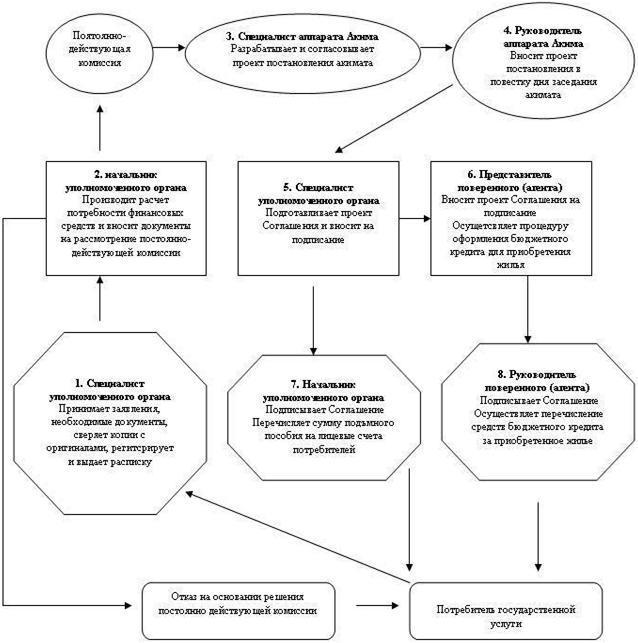 Поятоянно-
действующая
комиссия
3. Специалист аппарата Акима
Разрабатывает и согласовывает
проект постановления акимата
4. Руководитель
аппарата Акима
Вносит проект
постановления в
повестку дня заседания
акимата
2. начальник
уполномоченного органа
Производит расчет
потребности финансовых
средств и вносит документы
на рассмотрение постоянно-
действующей комиссии
5. Специалист
уполномоченного органа
Подготавливает проект
Соглашения и вносит на
подписание
6. Представитель
поверенного (агента)
Вносит проект Соглашения на
подписание
Осущетсвляет процедуру
оформления бюджетного
кредита для приобретения
жилья
1. Специалист
уполномоченного органа
Принимает заявления,
необходимые документы,
сверяет копии с
оригиналами, регитсрирует
и выдает расписку
7. Начальник
уполномоченного органа
Подписывает Соглашение
Перечисляет сумму подъмного
пособия на лицевые счета
потребителей
8. Руководитель
поверенного (агента)
Подписывает Соглашение
Осуществляет перечисление
средств бюджетного кредита
за приобретенное жилье
Отказ на основании решения
постоянно действующей комиссии
Потребитель государственной
услуги